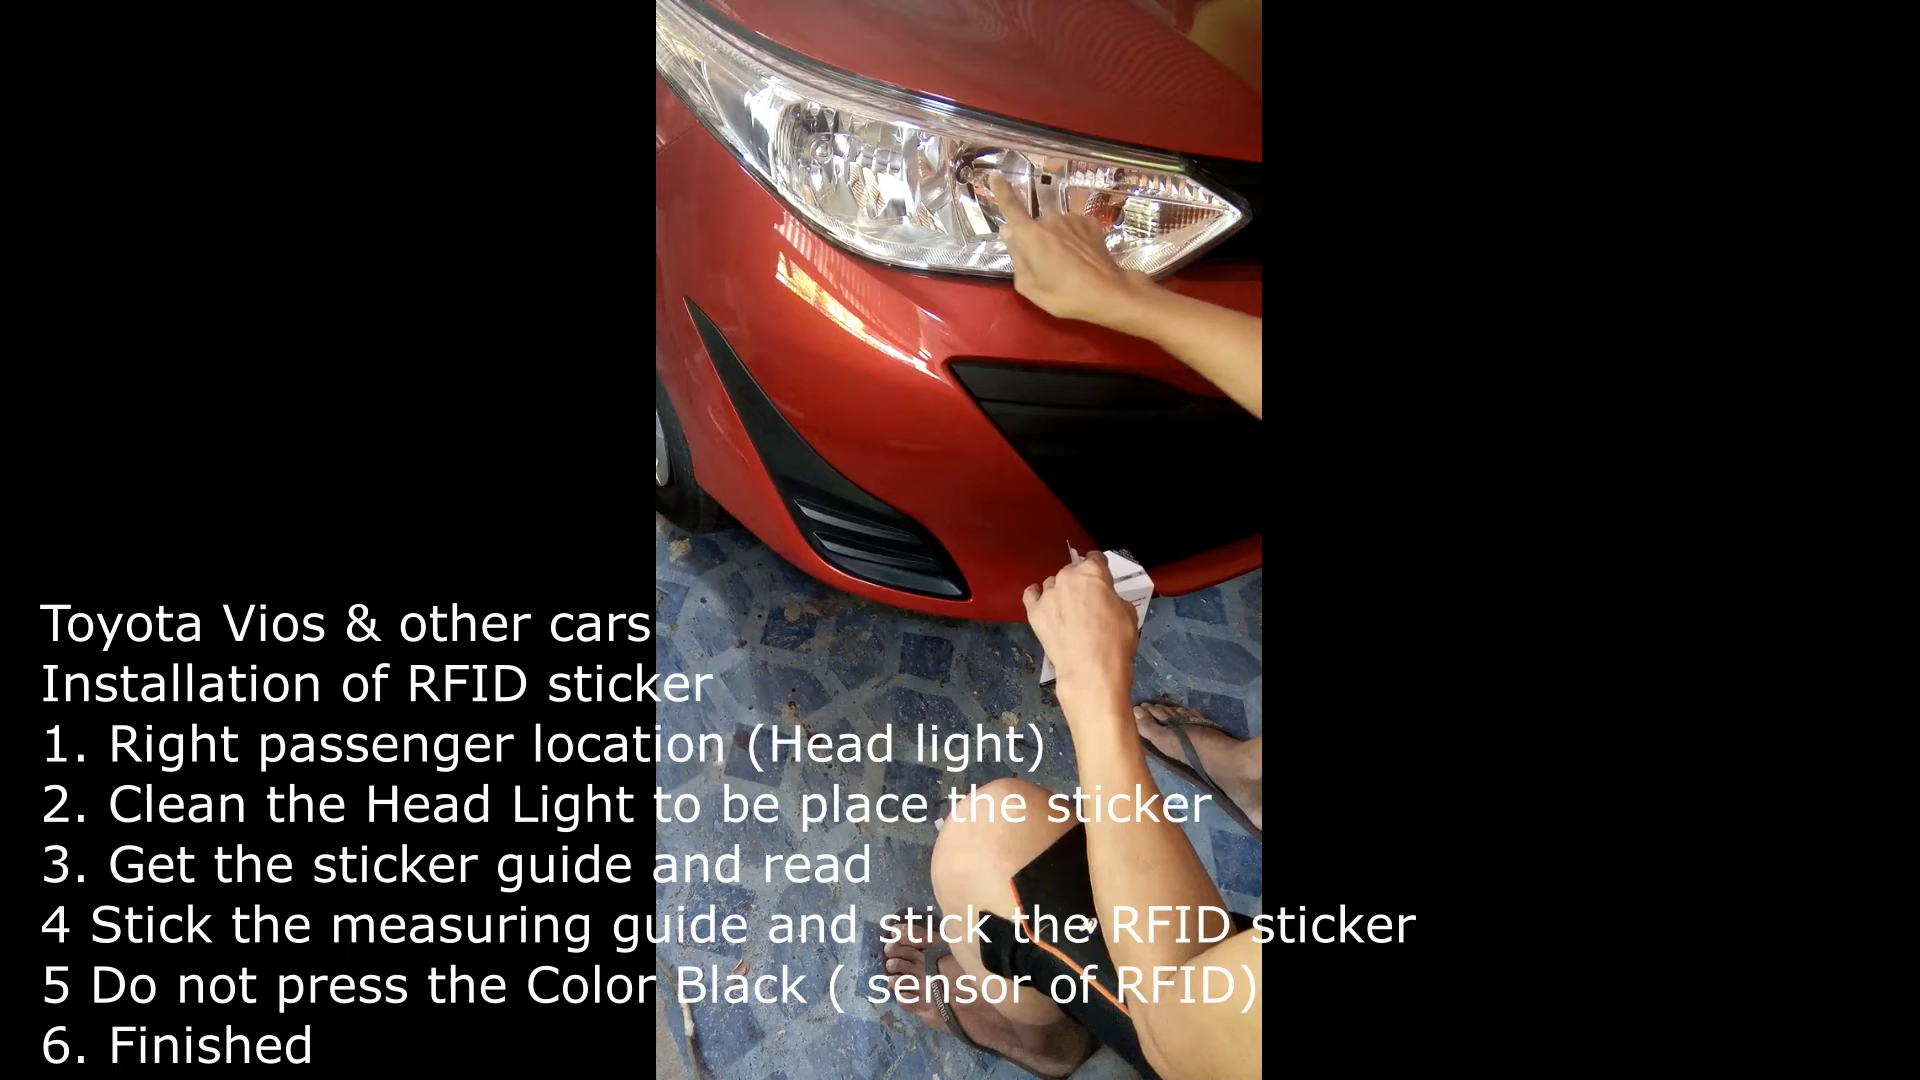 Toyota Vios & other cars
Installation of RFID sticker
1. Right passenger location (Head light)
2. Clean the Head Light to be place the sticker
3. Get the sticker guide and read
4 Stick the measuring guide and stick the RFID sticker
5 Do not press the Color Black ( sensor of RFID)
6. Finished